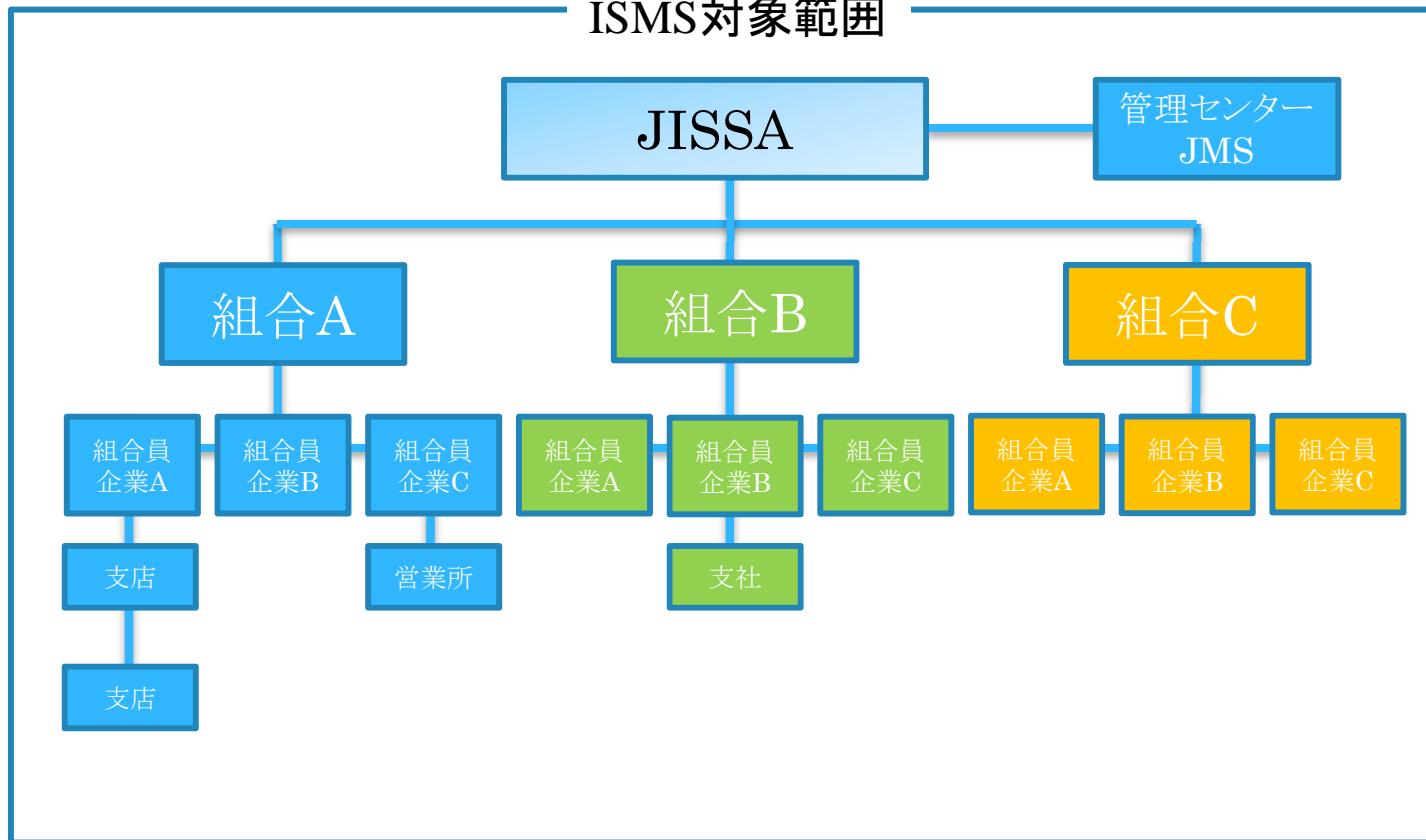 ISMS対象範囲
JISSA
管理センター
JMS
組合A
組合B
組合C
組合員
企業A
組合員
企業B
組合員
企業C
組合員
企業A
組合員
企業B
組合員
企業C
組合員
企業A
組合員
企業B
組合員
企業C
支店
営業所
支社
支店